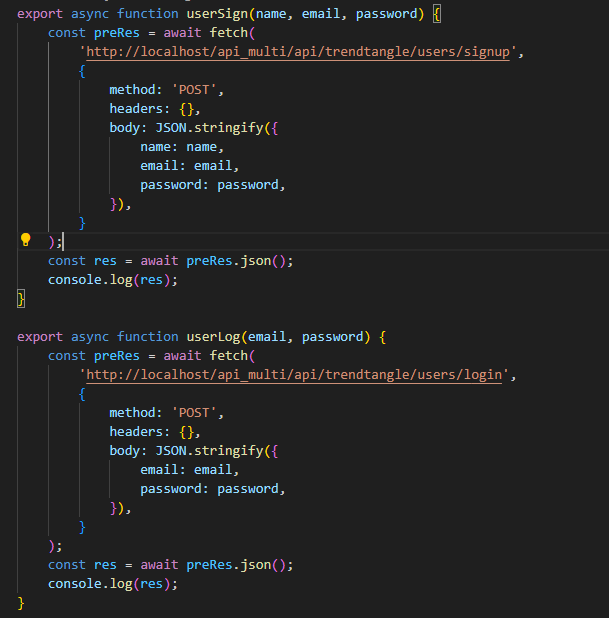 export async function userSign(name, email, password) {
    const preRes = await fetch(
        'http://localhost/api_multi/api/trendtangle/users/signup',
        {
            method: 'POST',
            headers: {},
            body: JSON.stringify({
                name: name,
                email: email,
                password: password,
            }),
        }
    );
    const res = await preRes.json();
    console.log(res);
}

export async function userLog(email, password) {
    const preRes = await fetch(
        'http://localhost/api_multi/api/trendtangle/users/login',
        {
            method: 'POST',
            headers: {},
            body: JSON.stringify({
                email: email,
                password: password,
            }),
        }
    );
    const res = await preRes.json();
    console.log(res);
}